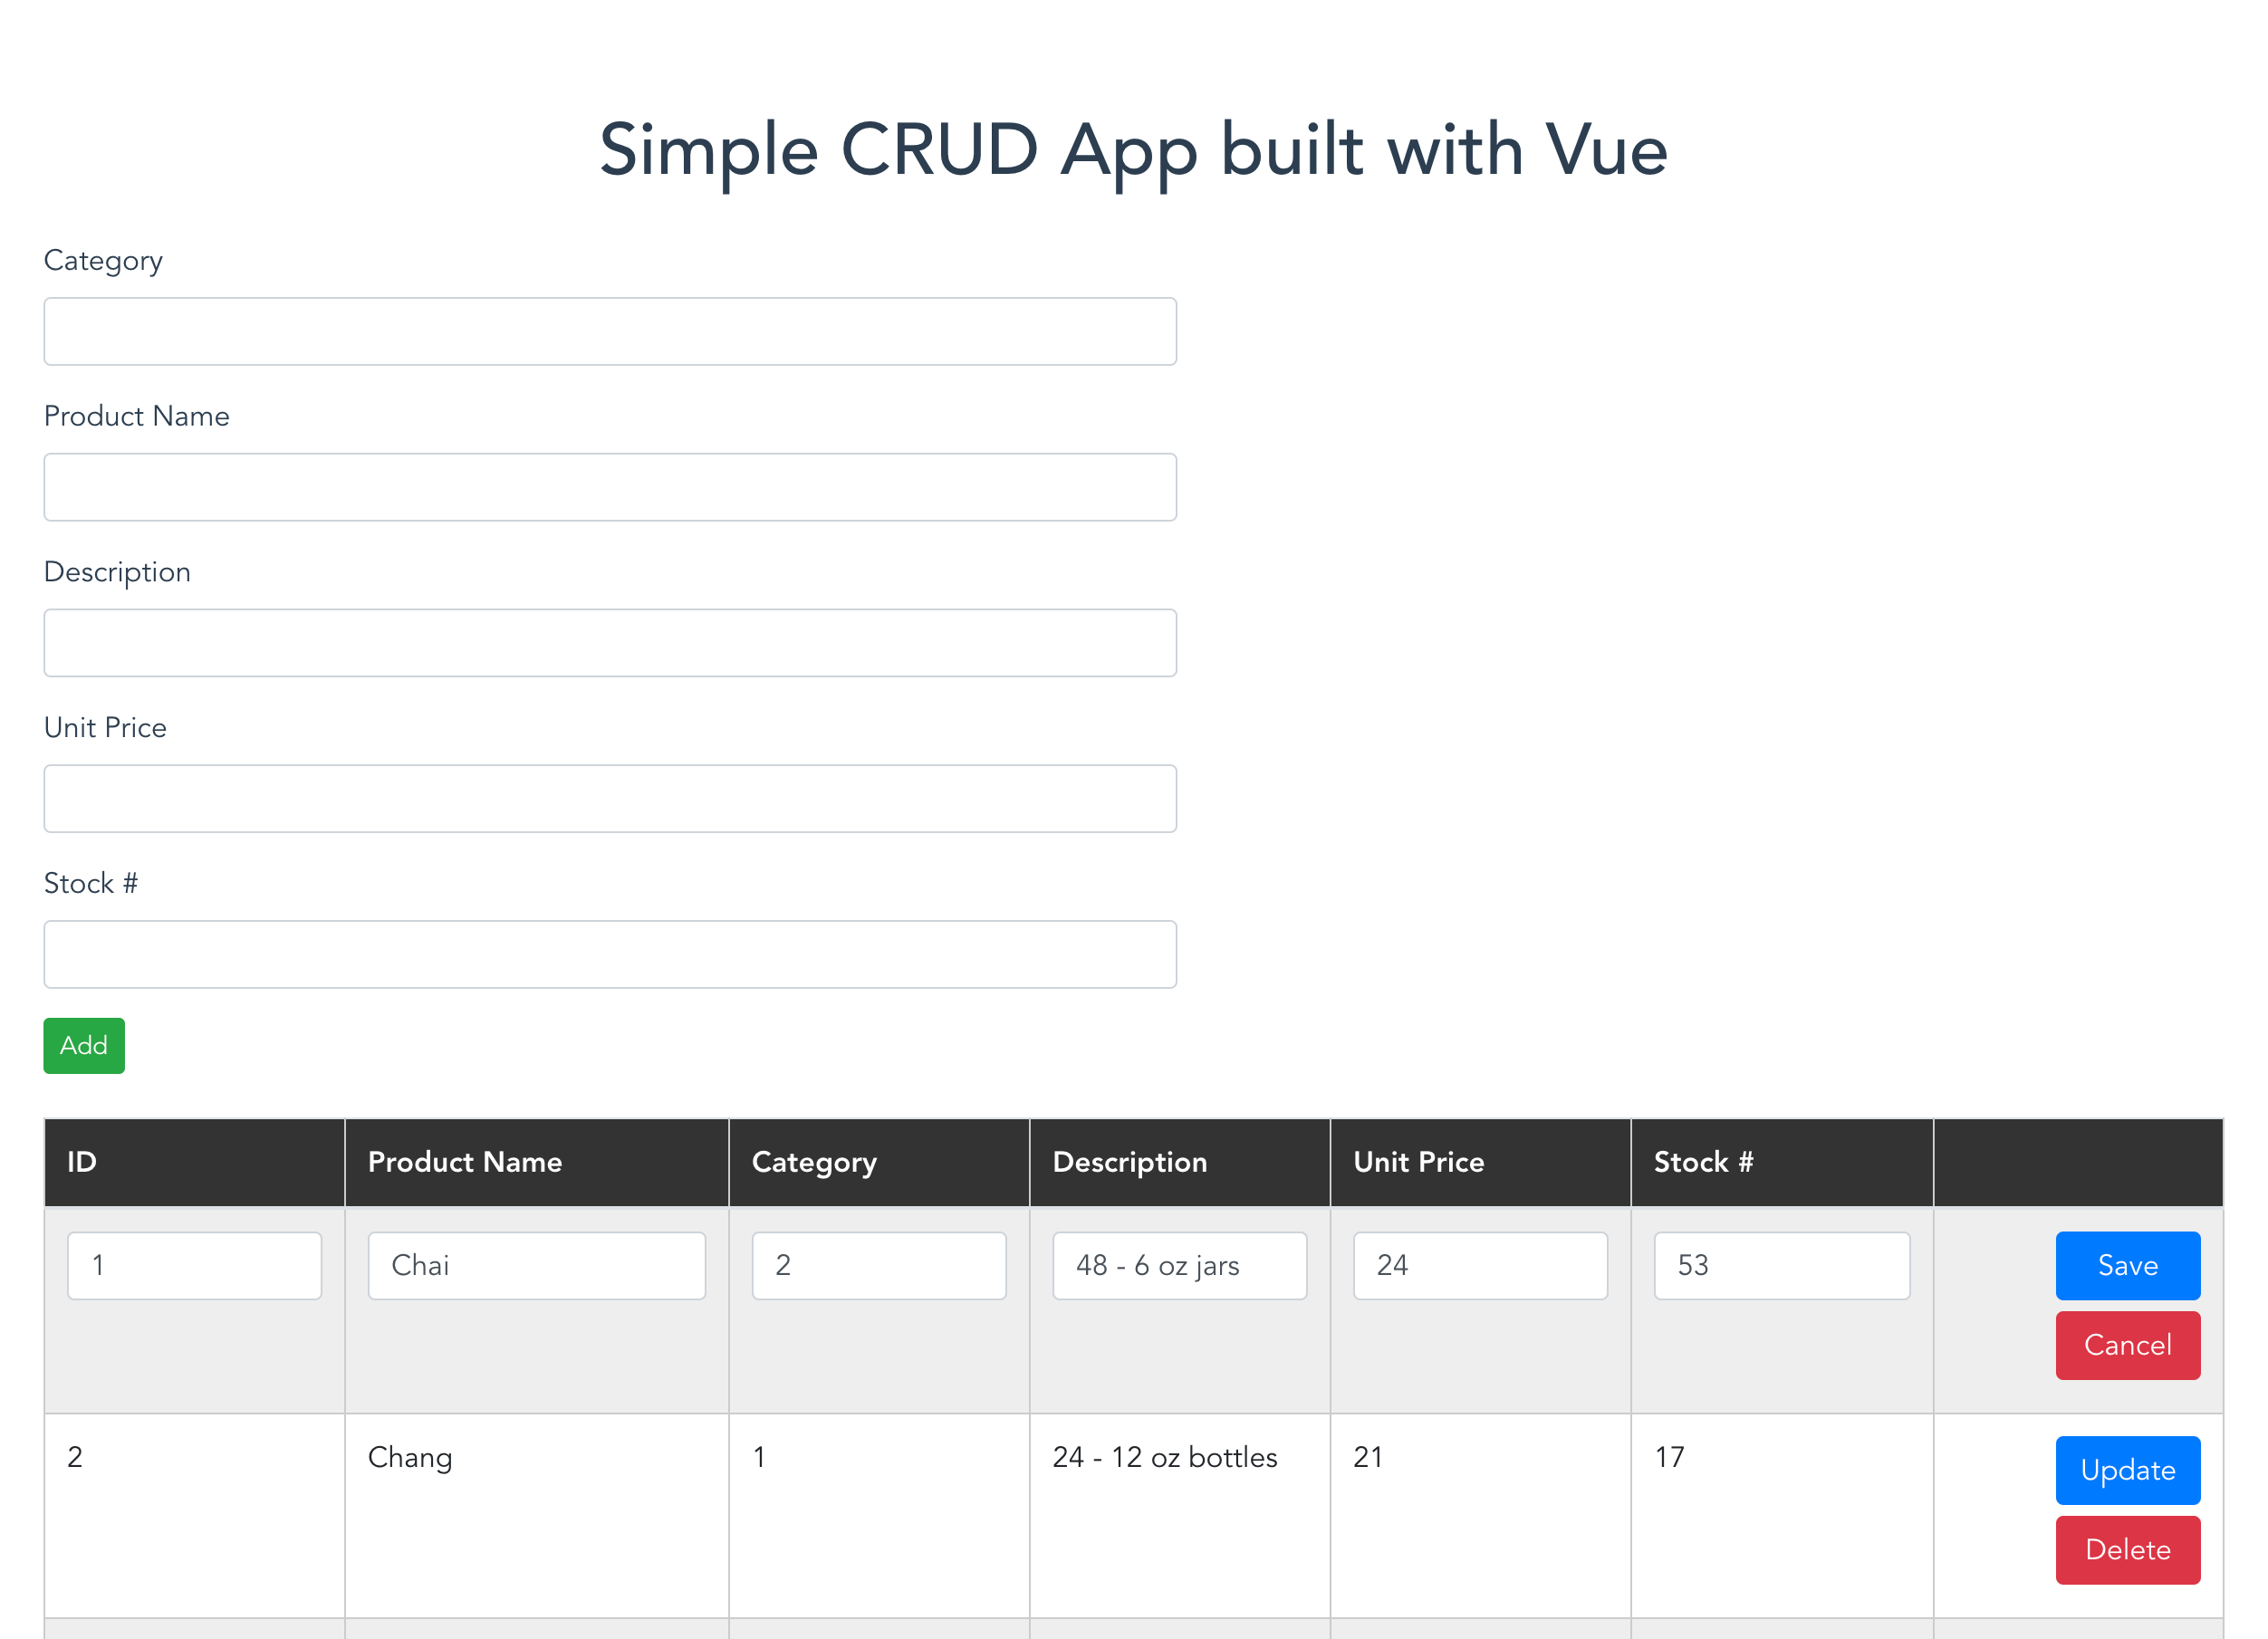 Simple CRUD App built with Vue
Category
Product Name
Description
Unit Price
Stock #
Add
ID Product Name Category Description Unit Price Stock #
1 Chai 2 48 - 6 oz jars 24 53 Save
Cancel
2 Chang 1 24 - 12 oz bottles 21 17 Update
Delete